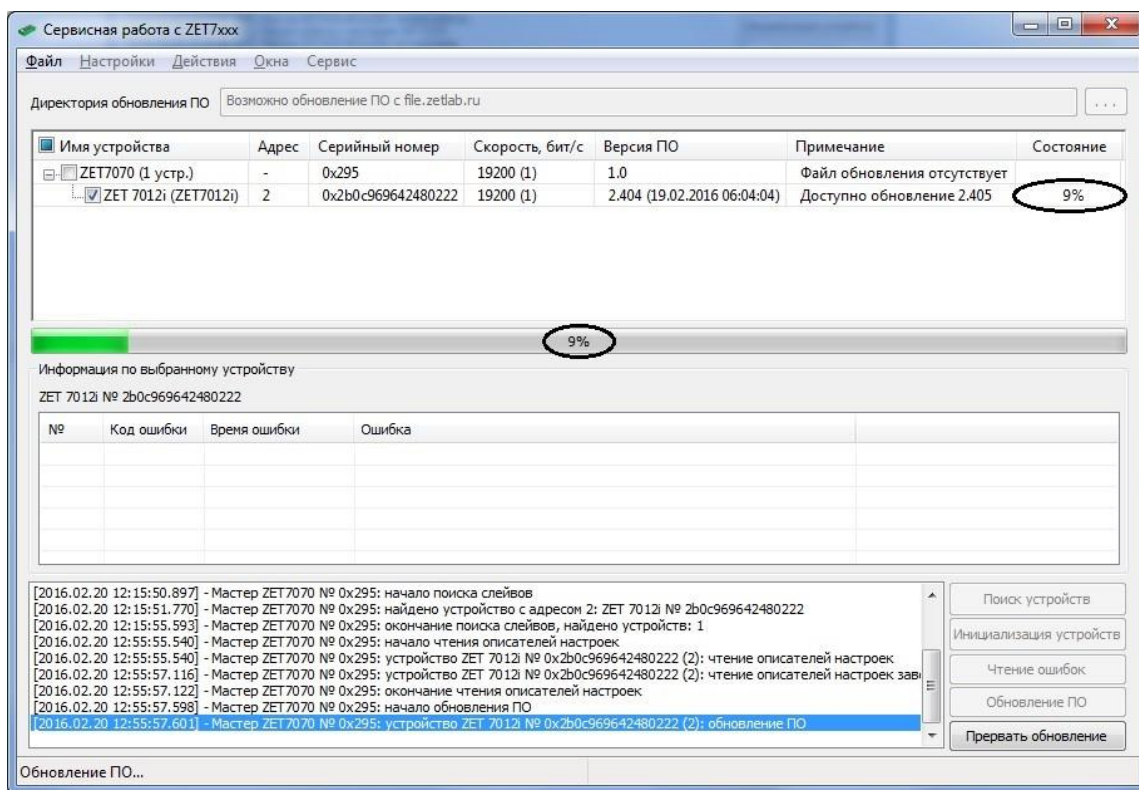 Сервисная работа с ZET7xxx
Файл Настройки Действия Окна Сервис
Директория обновления ПО Возможно обновление ПО с file.zetlab.ru ...
Имя устройства Адрес Серийный номер Скорость, бит/с Версия ПО Примечание Состояние
ZET7070 (1 устр.) - 0x295 19200 (1) 1.0 Файл обновления отсутствует
ZET 7012i (ZET7012i) 2 0x2b0c969642480222 19200 (1) 2.404 (19.02.2016 06:04:04) Доступно обновление 2.405 9%
9%
Информация по выбранному устройству
ZET 7012i № 2b0c969642480222
№ Код ошибки Время ошибки Ошибка
[2016.02.20 12:15:50.897] - Мастер ZET7070 № 0x295: начало поиска слейвов
[2016.02.20 12:15:51.770] - Мастер ZET7070 № 0x295: найдено устройство с адресом 2: ZET 7012i № 2b0c969642480222
[2016.02.20 12:15:55.593] - Мастер ZET7070 № 0x295: окончание поиска слейвов, найдено устройств: 1
[2016.02.20 12:55:55.540] - Мастер ZET7070 № 0x295: начало чтения описателей настроек
[2016.02.20 12:55:55.540] - Мастер ZET7070 № 0x295: устройство ZET 7012i № 0x2b0c969642480222 (2): чтение описателей настроек
[2016.02.20 12:55:57.116] - Мастер ZET7070 № 0x295: устройство ZET 7012i № 0x2b0c969642480222 (2): чтение описателей настроек зав
[2016.02.20 12:55:57.122] - Мастер ZET7070 № 0x295: окончание чтения описателей настроек
[2016.02.20 12:55:57.598] - Мастер ZET7070 № 0x295: начало обновления ПО
[2016.02.20 12:55:57.601] - Мастер ZET7070 № 0x295: устройство ZET 7012i № 0x2b0c969642480222 (2): обновление ПО
Поиск устройств
Инициализация устройств
Чтение ошибок
Обновление ПО
Прервать обновление
Обновление ПО...